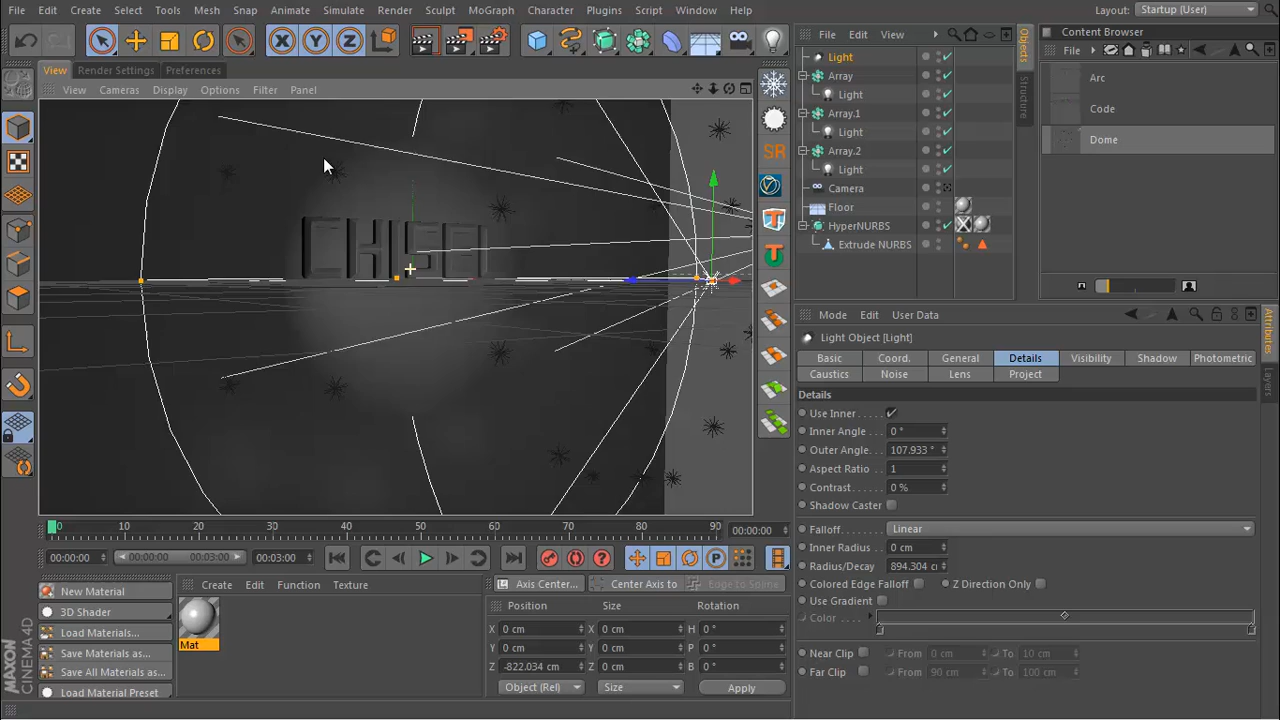 File Edit Create Select Tools Mesh Snap Animate Simulate Render Sculpt MoGraph Character Plugins Script Window Help Layout: Startup (User)
View Render Settings Preferences
View Cameras Display Options Filter Panel
SR
File Edit View
Light
Array
Light
Array.1
Light
Array.2
Light
Camera
Floor
HyperNURBS
Extrude NURBS
Objects
Structure
Content Browser
File
Arc
Code
Dome
Mode Edit User Data
Light Object [Light]
Basic Coord. General Details Visibility Shadow Photometric
Caustics Noise Lens Project
Details
Use Inner
Inner Angle 0 °
Outer Angle 107.933 °
Aspect Ratio 1
Contrast 0 %
Shadow Caster
Falloff Linear
Inner Radius 0 cm
Radius/Decay 894.304 c
Colored Edge Falloff Z Direction Only
Use Gradient
Color
Near Clip From 0 cm To 10 cm
Far Clip From 90 cm To 100 cm
Attributes
Layers
0 10 20 30 40 50 60 70 80 90 00:00:00
00:00:00 00:00:00 00:03:00 00:03:00
New Material
3D Shader
Load Materials...
Save Materials as...
Save All Materials as...
Load Material Preset
Create Edit Function Texture
Mat
Axis Center... Center Axis to Edge to Spline
Position Size Rotation
X 0 cm X 0 cm H 0 °
Y 0 cm Y 0 cm P 0 °
Z -822.034 cm Z 0 cm B 0 °
Object (Rel) Size Apply
MAXON
CINEMA4D